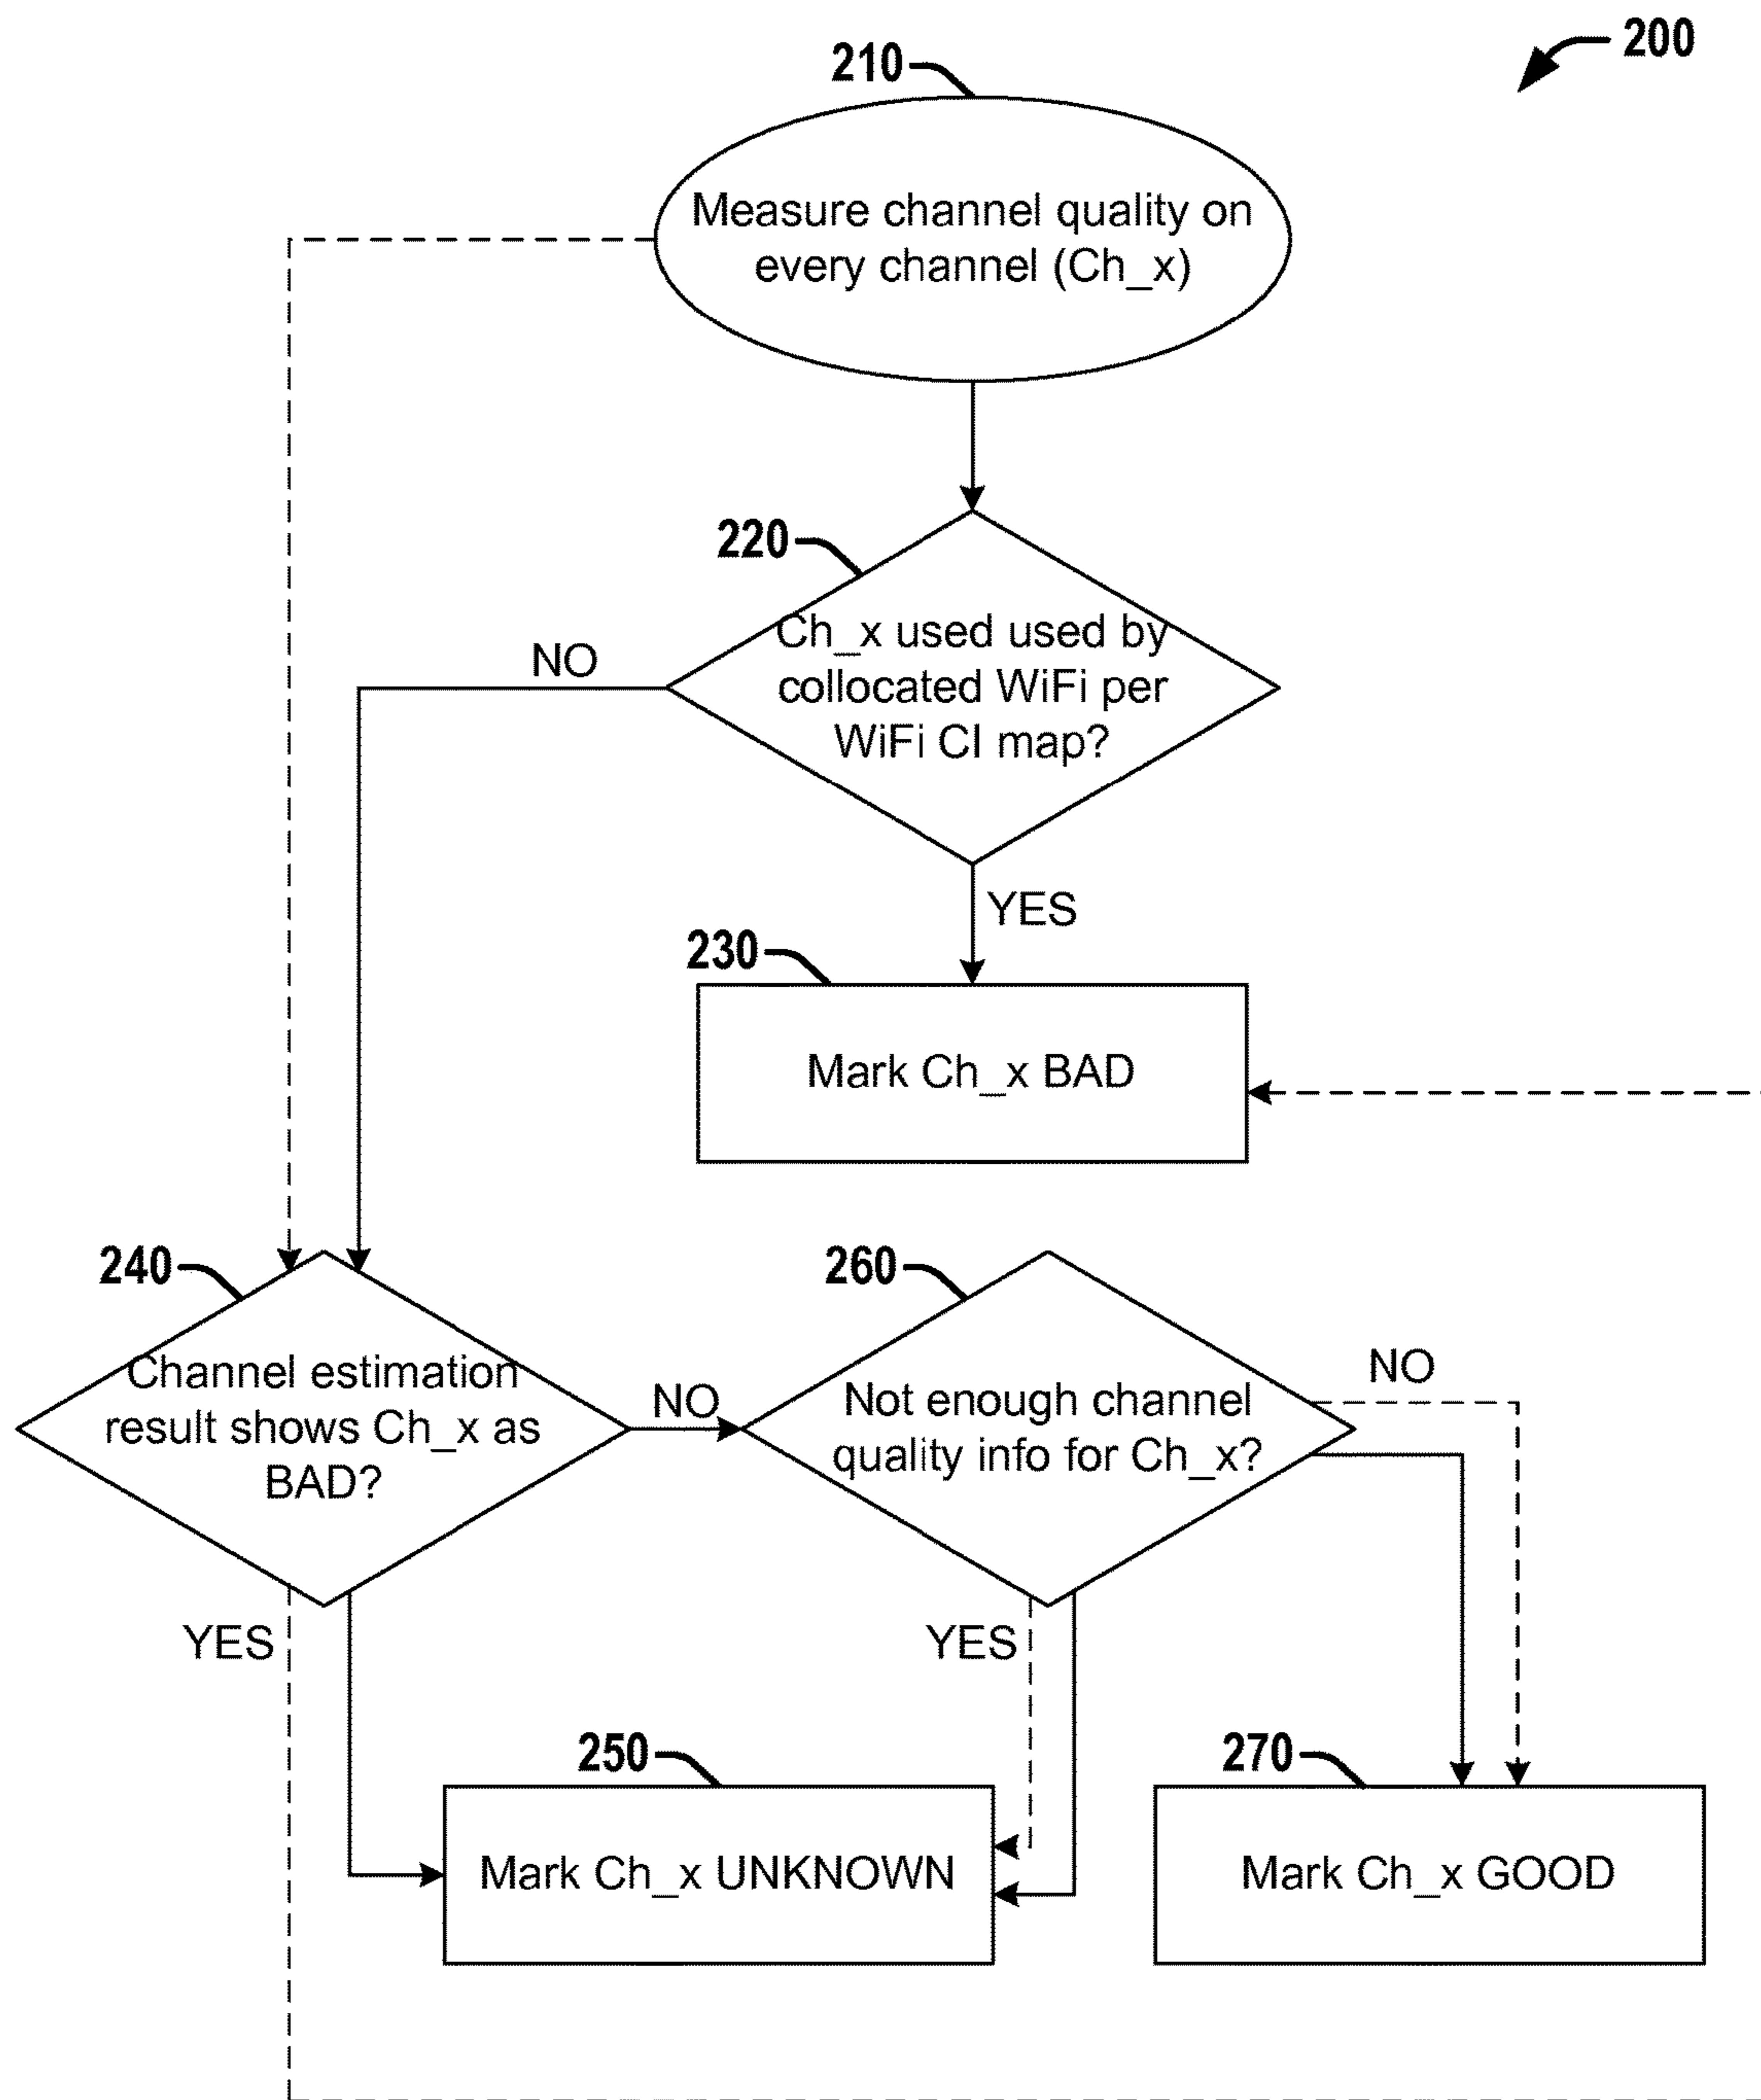 200
210
Measure channel quality on
every channel (Ch_x)
220
Ch_x used used by
collocated WiFi per
WiFi CI map?
NO
YES
230
Mark Ch_x BAD
240
Channel estimation
result shows Ch_x as
BAD?
NO
260
Not enough channel
quality info for Ch_x?
NO
YES
YES
250
Mark Ch_x UNKNOWN
270
Mark Ch_x GOOD